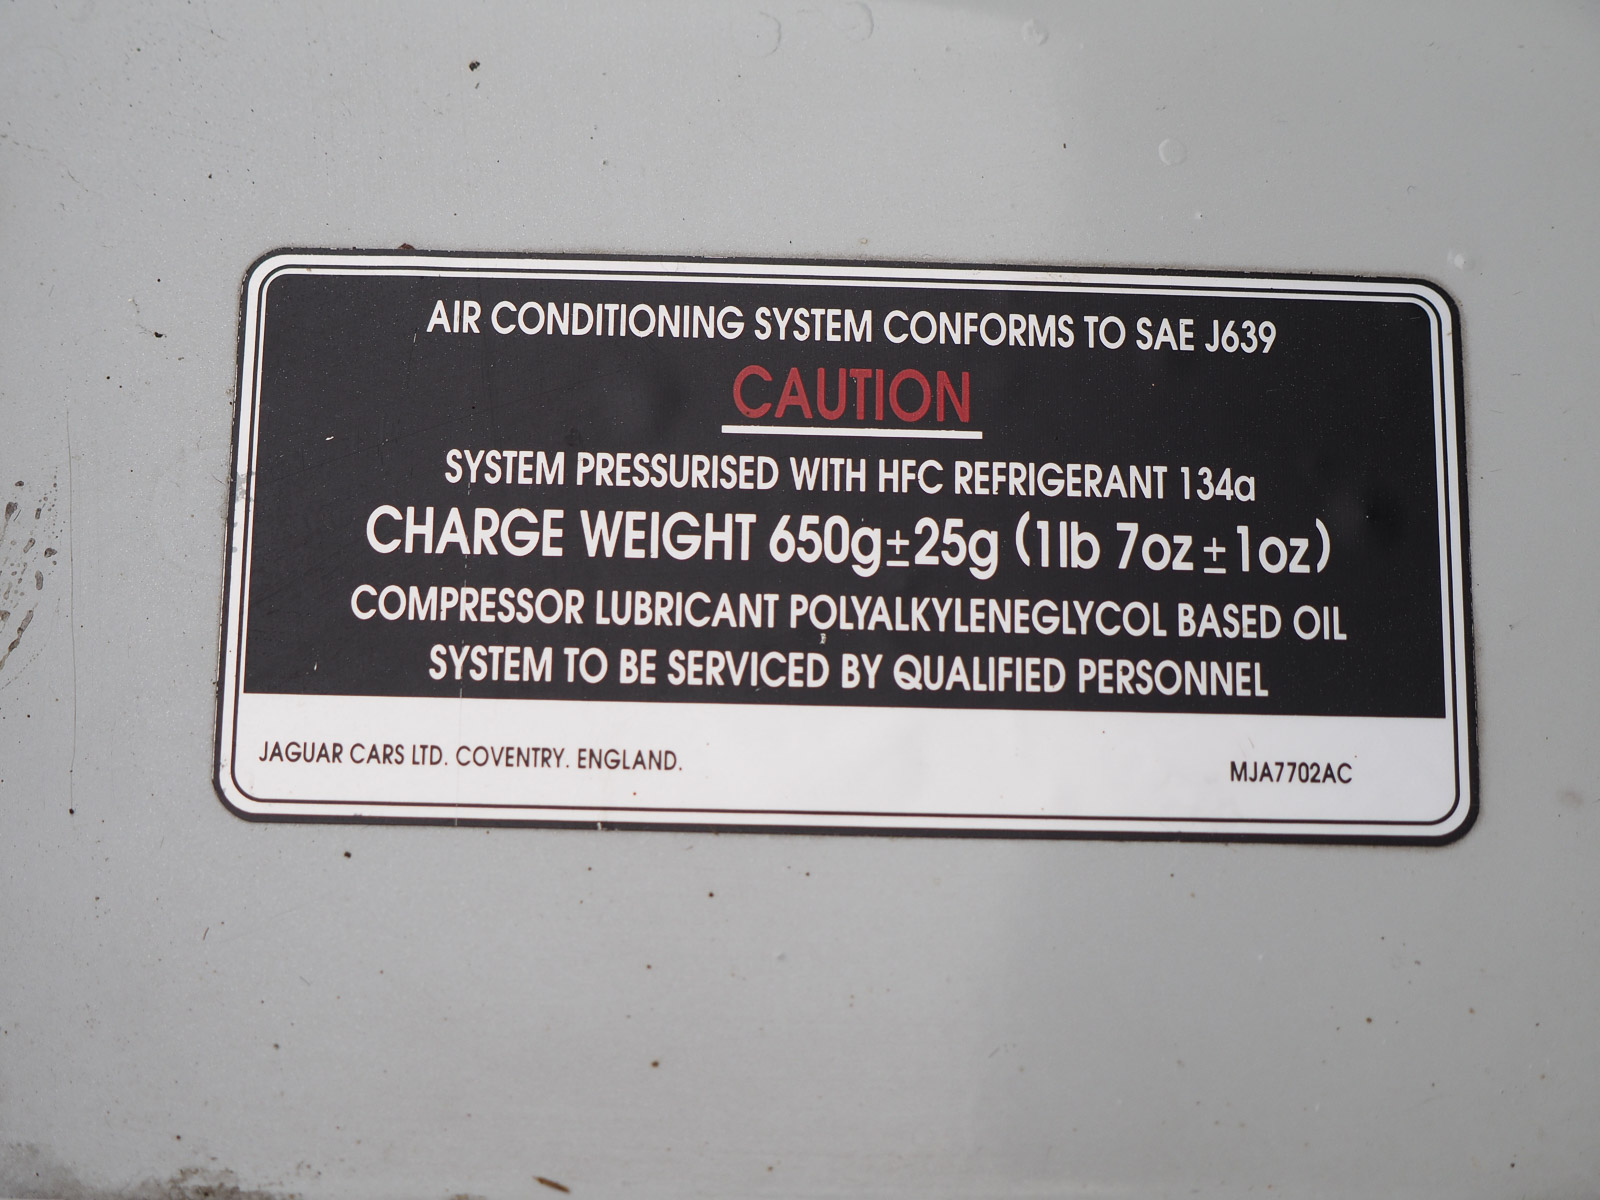 AIR CONDITIONING SYSTEM CONFORMS TO SAE J639
CAUTION
SYSTEM PRESSURISED WITH HFC REFRIGERANT 134a
CHARGE WEIGHT 650g±25g (1lb 7oz ±1oz)
COMPRESSOR LUBRICANT POLYALKYLENEGLYCOL BASED OIL
SYSTEM TO BE SERVICED BY QUALIFIED PERSONNEL
JAGUAR CARS LTD. COVENTRY. ENGLAND.
MJA7702AC